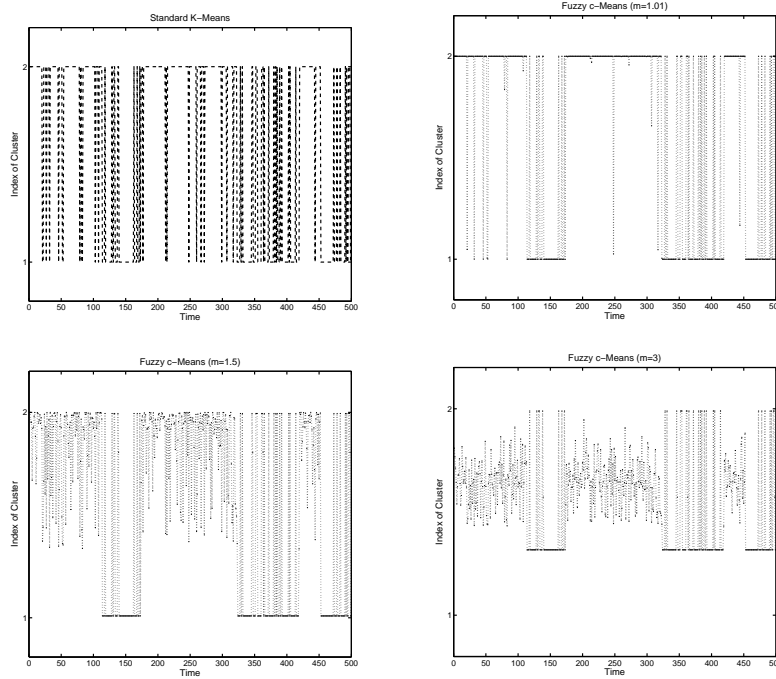 Standard K−Means
Index of Cluster
2
1
0 50 100 150 200 250 300 350 400 450 500
Time
Fuzzy c−Means (m=1.01)
Index of Cluster
2
1
0 50 100 150 200 250 300 350 400 450 500
Time
Fuzzy c−Means (m=1.5)
Index of Cluster
2
1
0 50 100 150 200 250 300 350 400 450 500
Time
Fuzzy c−Means (m=3)
Index of Cluster
2
1
0 50 100 150 200 250 300 350 400 450 500
Time